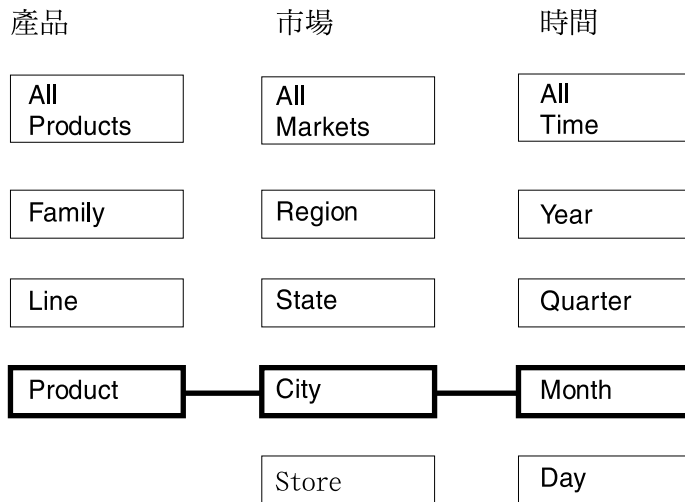 產品 市場 時間
All Products All Markets All Time
Family Region Year
Line State Quarter
Product City Month
Store Day